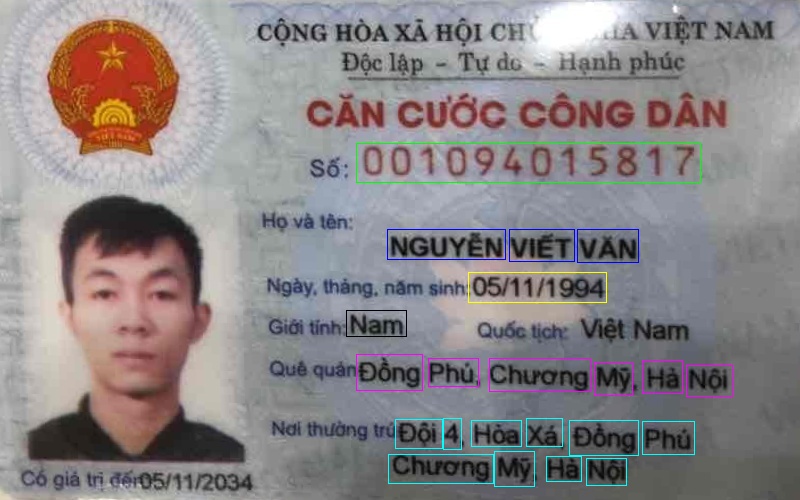 CỘNG HÒA XÃ HỘI CHỦ NGHĨA VIỆT NAM
Độc lập - Tự do - Hạnh phúc
CĂN CƯỚC CÔNG DÂN
Số: 001094015817
Họ và tên:
NGUYỄN VIẾT VĂN
Ngày, tháng, năm sinh: 05/11/1994
Giới tính: Nam Quốc tịch: Việt Nam
Quê quán: Đồng Phú, Chương Mỹ, Hà Nội
Nơi thường trú: Đội 4, Hòa Xá, Đồng Phú
Chương Mỹ, Hà Nội
Có giá trị đến: 05/11/2034